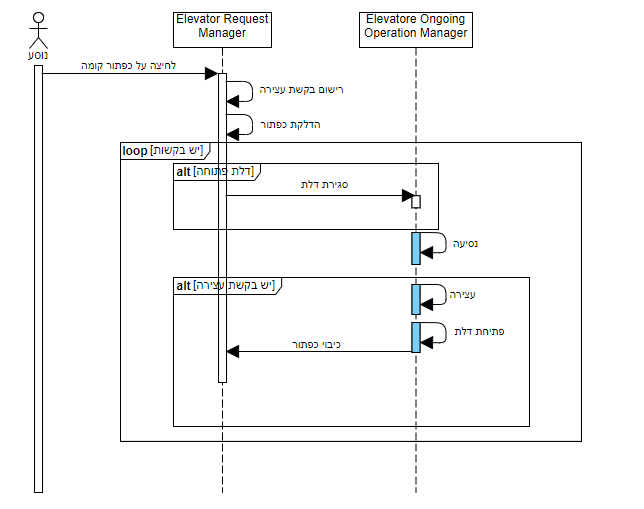 Elevator Request
Manager
Elevatore Ongoing
Operation Manager
נוסע
לחיצה על כפתור קומה
רישום בקשת עצירה
הדלקת כפתור
loop [יש בקשות]
alt [דלת פתוחה]
סגירת דלת
נסיעה
alt [יש בקשת עצירה]
עצירה
פתיחת דלת
כיבוי כפתור